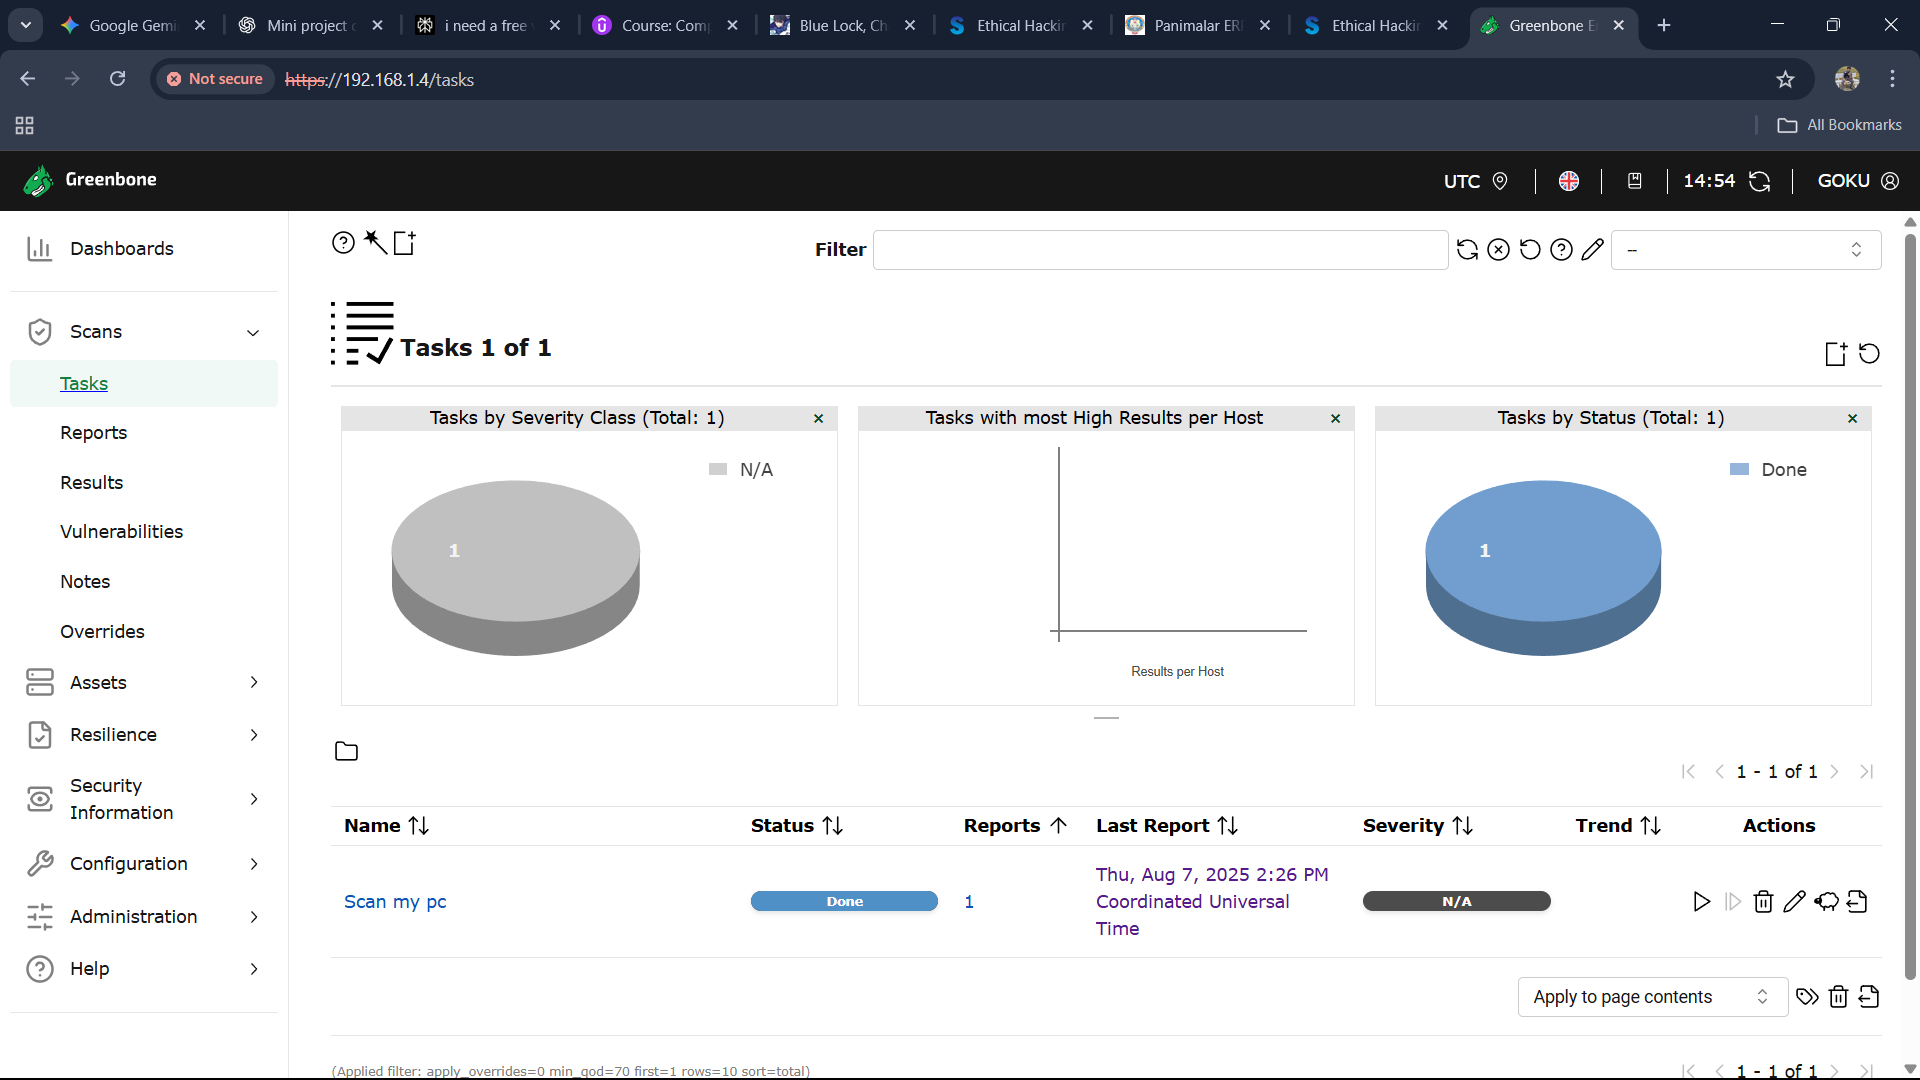 Google Gemi
Mini project c
i need a free
Course: Comp
Blue Lock, Ch
Ethical Hackin
Panimalar ERP
Ethical Hackin
Greenbone E
Not secure
https://192.168.1.4/tasks
All Bookmarks
Greenbone
UTC
14:54
GOKU
Dashboards
Scans
Tasks
Reports
Results
Vulnerabilities
Notes
Overrides
Assets
Resilience
Security
Information
Configuration
Administration
Help
Filter
--
Tasks 1 of 1
Tasks by Severity Class (Total: 1)
N/A
1
Tasks with most High Results per Host
Results per Host
Tasks by Status (Total: 1)
Done
1
1 - 1 of 1
Name Status Reports Last Report Severity Trend Actions
Scan my pc
Done
1
Thu, Aug 7, 2025 2:26 PM
Coordinated Universal
Time
N/A
Apply to page contents
(Applied filter: apply_overrides=0 min_qod=70 first=1 rows=10 sort=total)
1 - 1 of 1